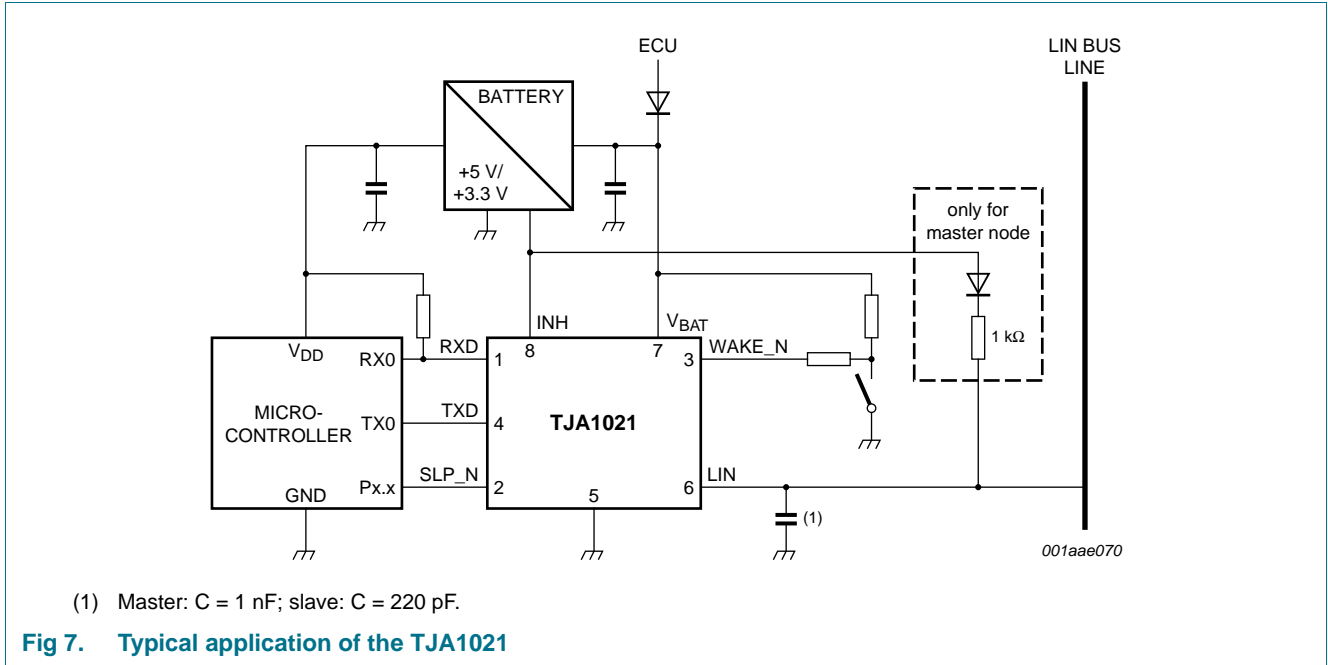 ECU
LIN BUS
LINE
BATTERY
+5 V/
+3.3 V
only for
master node
1 kΩ
INH
VBAT
VDD
RX0
RXD
1
8
7
3
WAKE_N
MICRO-
CONTROLLER
TX0
TXD
4
TJA1021
Px.x
SLP_N
2
GND
5
6
LIN
(1)
001aae070
(1) Master: C = 1 nF; slave: C = 220 pF.
Fig 7. Typical application of the TJA1021